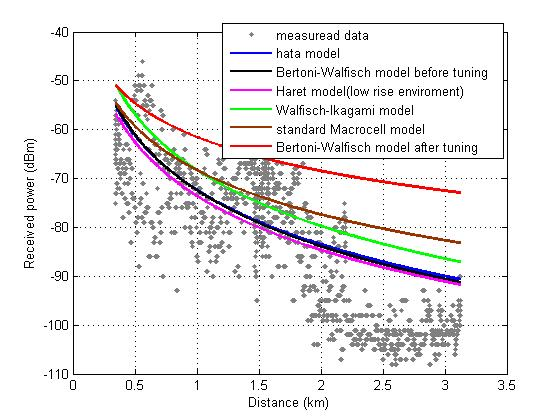 -40
-50
-60
-70
-80
-90
-100
-110
Received power (dBm)
measuread data
hata model
Bertoni-Walfisch model before tuning
Haret model(low rise enviroment)
Walfisch-Ikagami model
standard Macrocell model
Bertoni-Walfisch model after tuning
0 0.5 1 1.5 2 2.5 3 3.5
Distance (km)